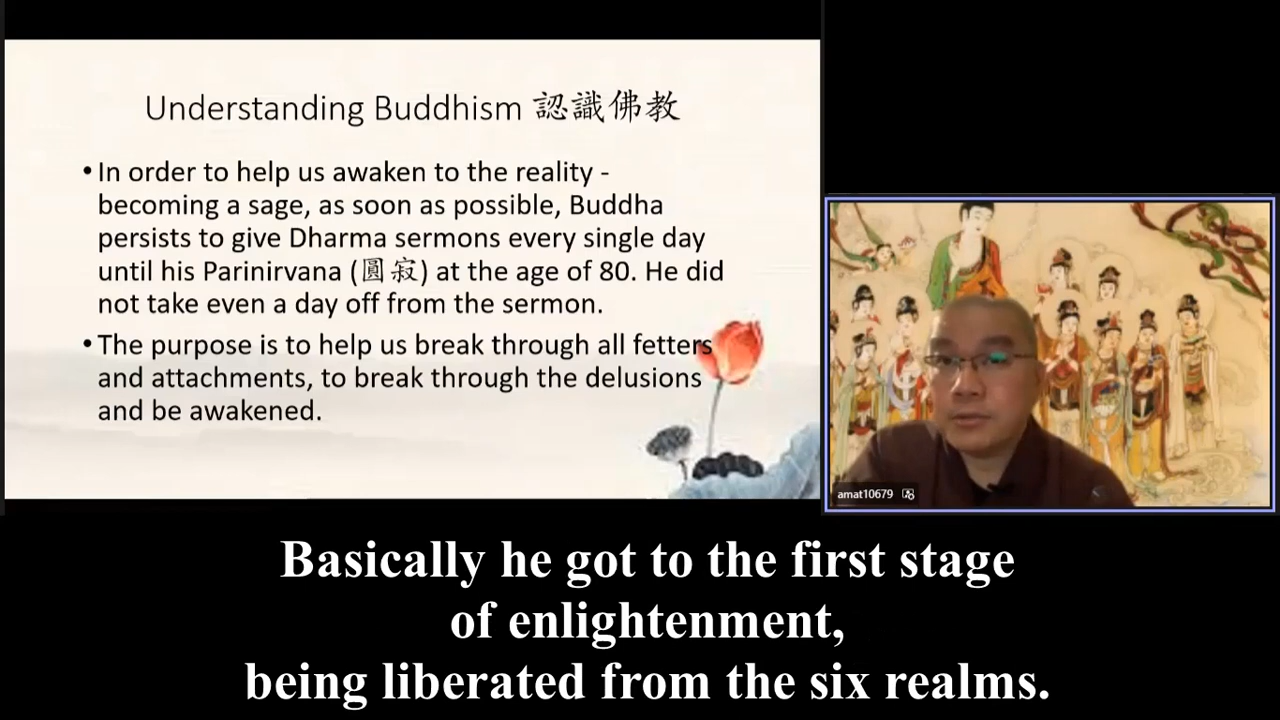 Understanding Buddhism 認識佛教
• In order to help us awaken to the reality -
becoming a sage, as soon as possible, Buddha
persists to give Dharma sermons every single day
until his Parinirvana (圓寂) at the age of 80. He did
not take even a day off from the sermon.
• The purpose is to help us break through all fetters
and attachments, to break through the delusions
and be awakened.
amat10679
Basically he got to the first stage
of enlightenment,
being liberated from the six realms.